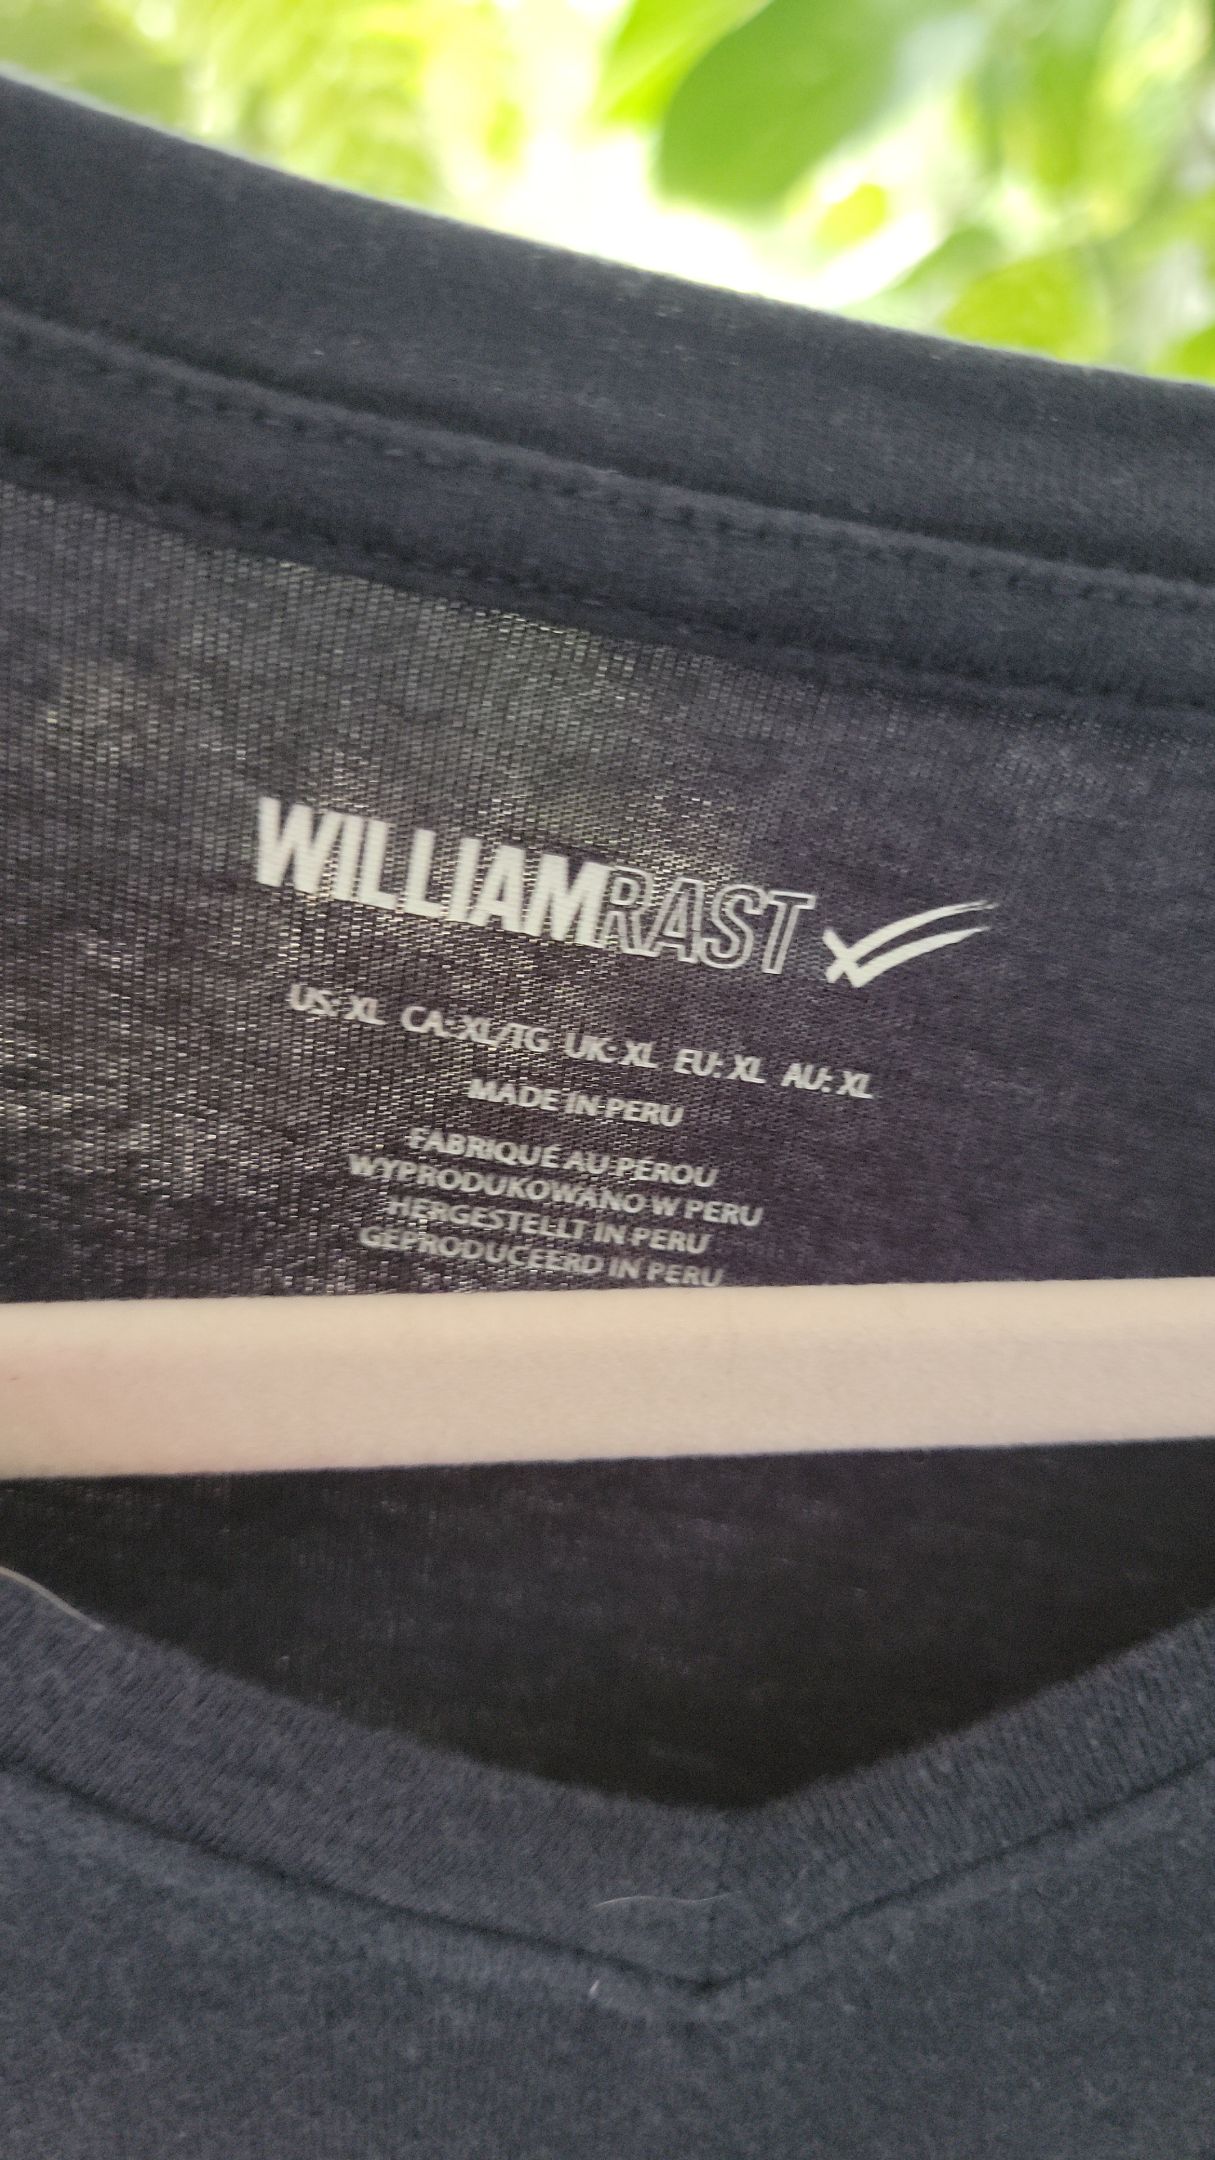 WILLIAMRAST
US: XL CA: XL/TG UK: XL EU: XL AU: XL
MADE IN PERU
FABRIQUÉ AU PEROU
WYPRODUKOWANO W PERU
HERGESTELLT IN PERU
GEPRODUCEERD IN PERU